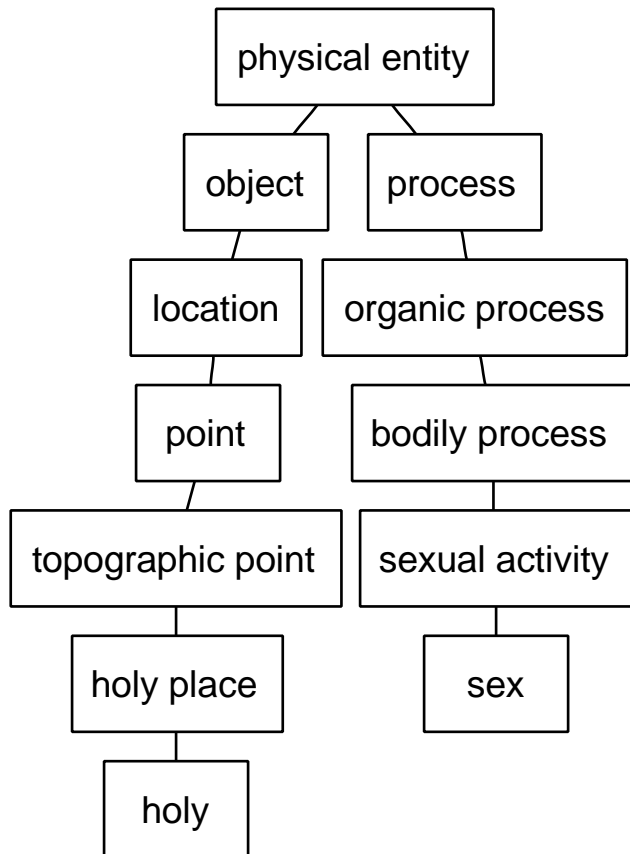 physical entity
object
process
location
organic process
point
bodily process
topographic point
sexual activity
holy place
sex
holy